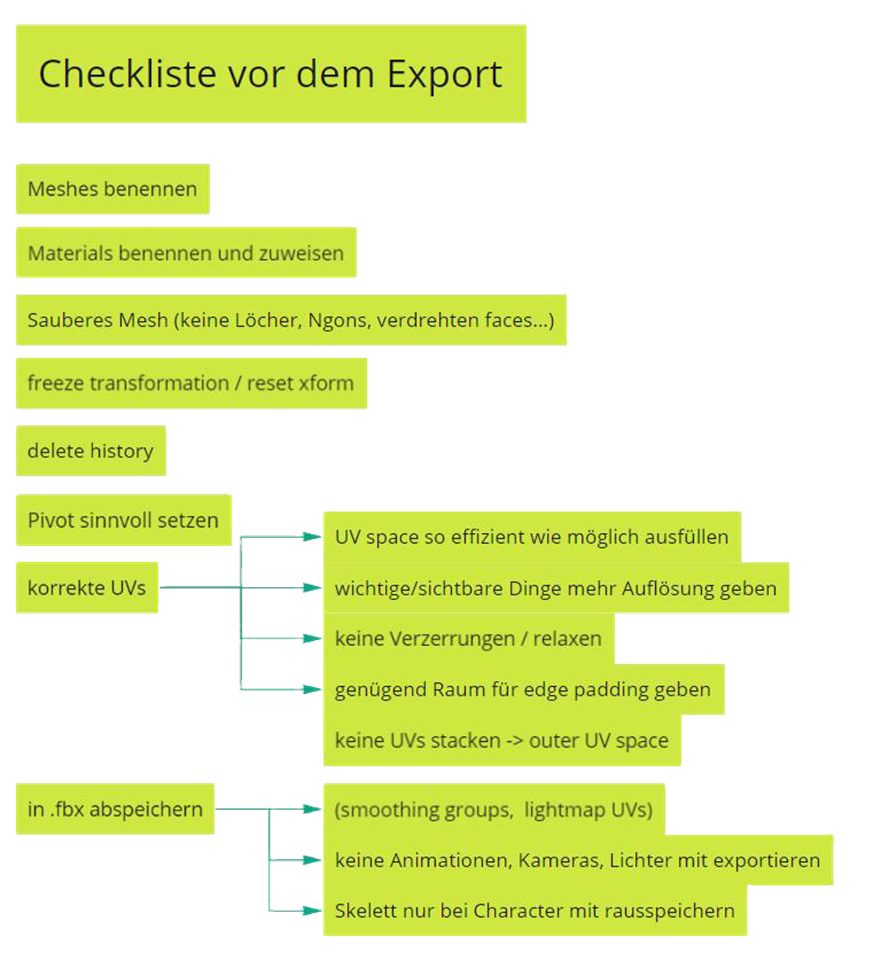 Checkliste vor dem Export
Meshes benennen
Materials benennen und zuweisen
Sauberes Mesh (keine Löcher, Ngons, verdrehten faces...)
freeze transformation / reset xform
delete history
Pivot sinnvoll setzen
korrekte UVs
UV space so effizient wie möglich ausfüllen
wichtige/sichtbare Dinge mehr Auflösung geben
keine Verzerrungen / relaxen
genügend Raum für edge padding geben
keine UVs stacken -> outer UV space
in .fbx abspeichern
(smoothing groups, lightmap UVs)
keine Animationen, Kameras, Lichter mit exportieren
Skelett nur bei Character mit rausspeichern